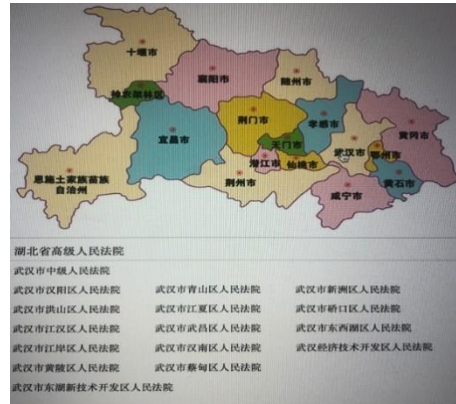 十堰市
襄阳市
随州市
神农架林区
荆门市
孝感市
黄冈市
宜昌市
天门市
武汉市
鄂州市
潜江市
仙桃市
恩施土家族苗族
自治州
荆州市
黄石市
咸宁市
湖北省高级人民法院
武汉市中级人民法院
武汉市汉阳区人民法院 武汉市青山区人民法院 武汉市新洲区人民法院
武汉市洪山区人民法院 武汉市江夏区人民法院 武汉市硚口区人民法院
武汉市江汉区人民法院 武汉市武昌区人民法院 武汉市东西湖区人民法院
武汉市江岸区人民法院 武汉市汉南区人民法院 武汉经济技术开发区人民法院
武汉市黄陂区人民法院 武汉市蔡甸区人民法院
武汉市东湖新技术开发区人民法院